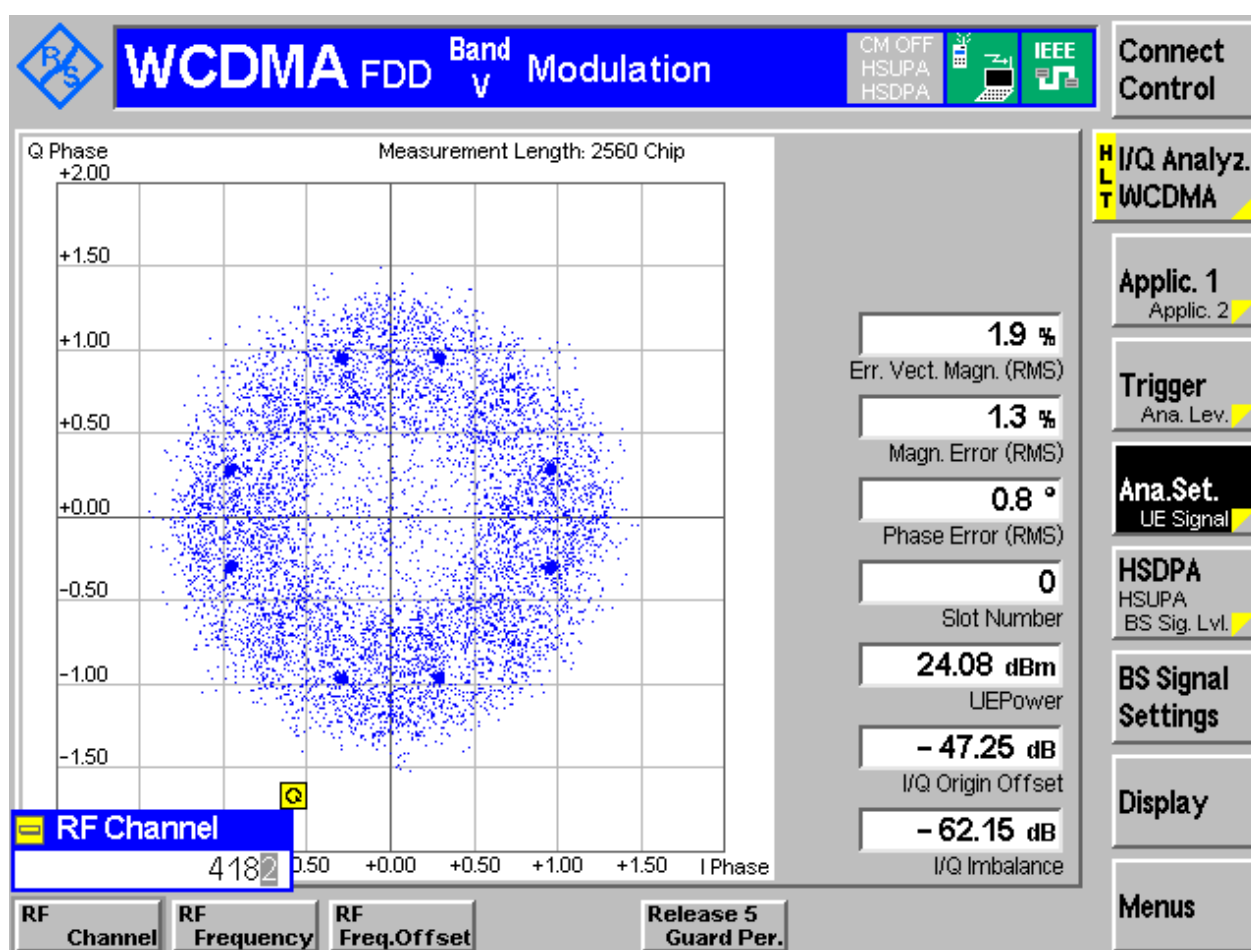 R&S
WCDMA FDD Band V Modulation
CM OFF
HSUPA
HSDPA
IEEE
Connect
Control
Q Phase
Measurement Length: 2560 Chip
+2.00
+1.50
+1.00
+0.50
+0.00
-0.50
-1.00
-1.50
HLT
I/Q Analyz.
WCDMA
Applic. 1
Applic. 2
1.9 %
Err. Vect. Magn. (RMS)
1.3 %
Magn. Error (RMS)
0.8 °
Phase Error (RMS)
0
Slot Number
24.08 dBm
UEPower
- 47.25 dB
I/Q Origin Offset
- 62.15 dB
I/Q Imbalance
Trigger
Ana. Lev.
Ana.Set.
UE Signal
HSDPA
HSUPA
BS Sig. Lvl.
BS Signal
Settings
Display
Menus
Q
RF Channel
4182
0.50 +0.00 +0.50 +1.00 +1.50 I Phase
RF Channel
RF Frequency
RF Freq.Offset
Release 5 Guard Per.